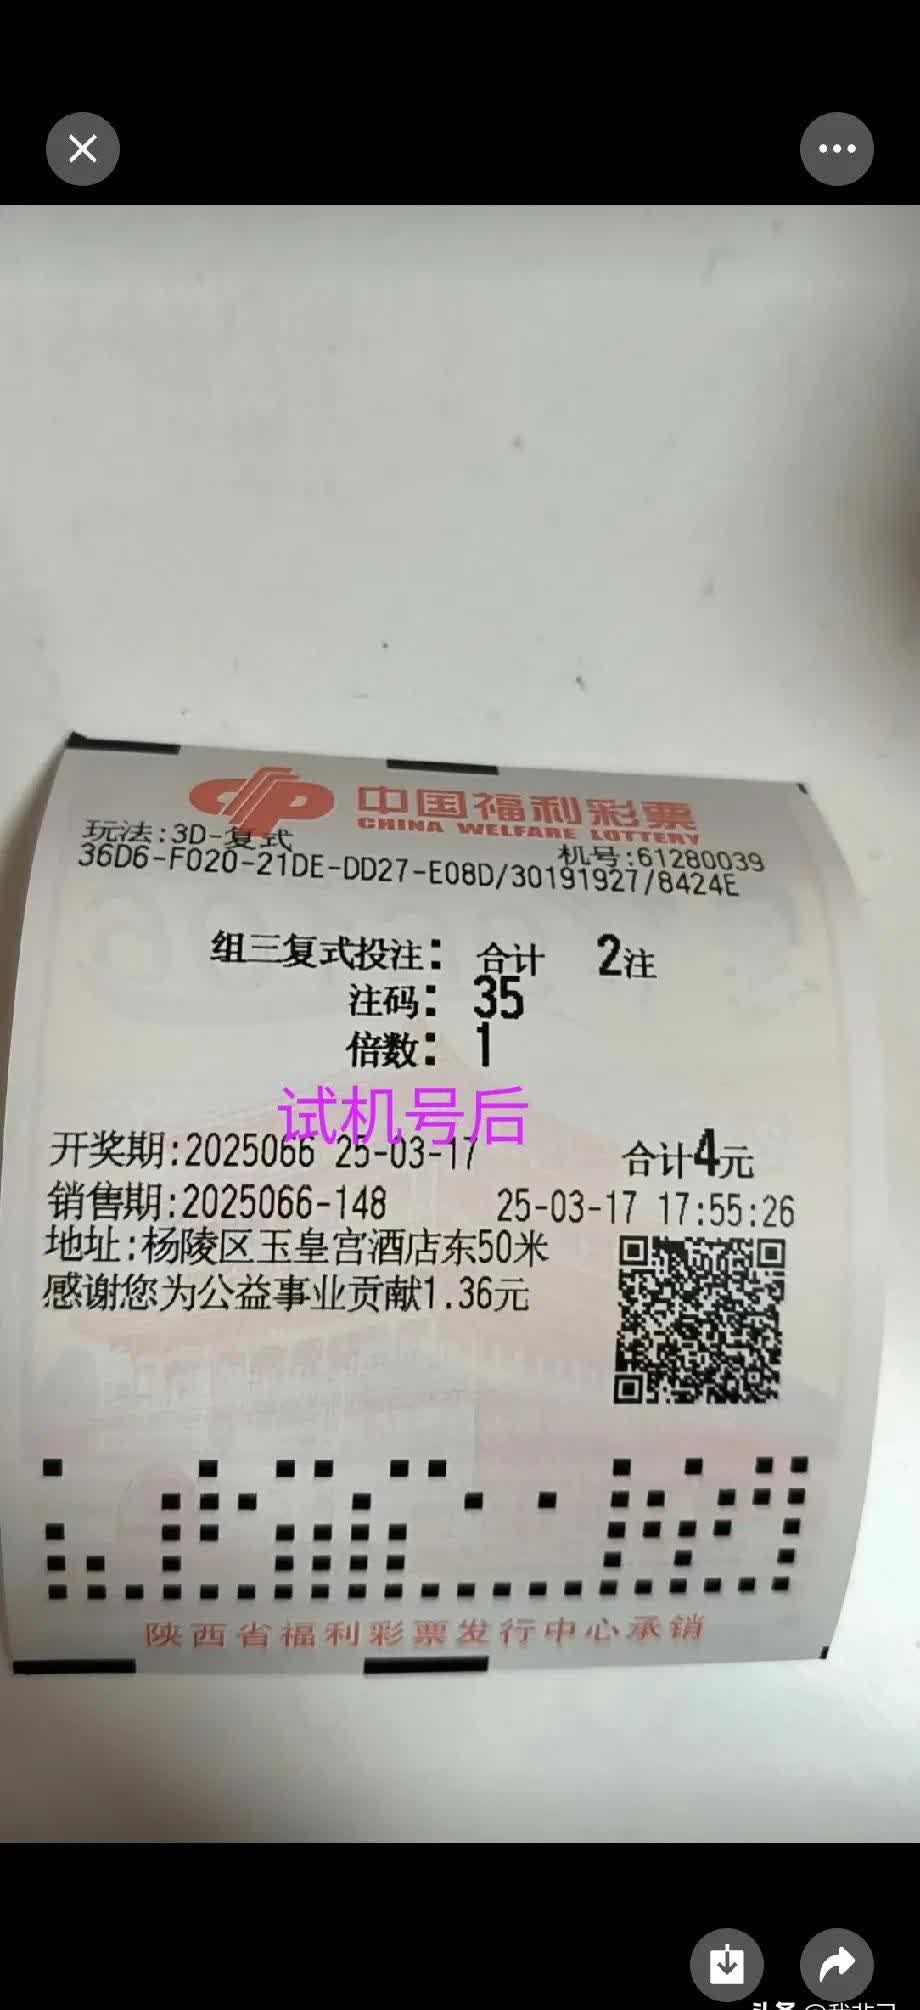 中国福利彩票
CHINA WELFARE LOTTERY
玩法:3D-复式
机号:61280039
36D6-F020-21DE-DD27-E08D/30191927/8424E
组三复式投注: 合计 2注
注码: 35
倍数: 1
试机号后
开奖期:2025066 25-03-17 合计4元
销售期:2025066-148 25-03-17 17:55:26
地址:杨陵区玉皇宫酒店东50米
感谢您为公益事业贡献1.36元
陕西省福利彩票发行中心承销